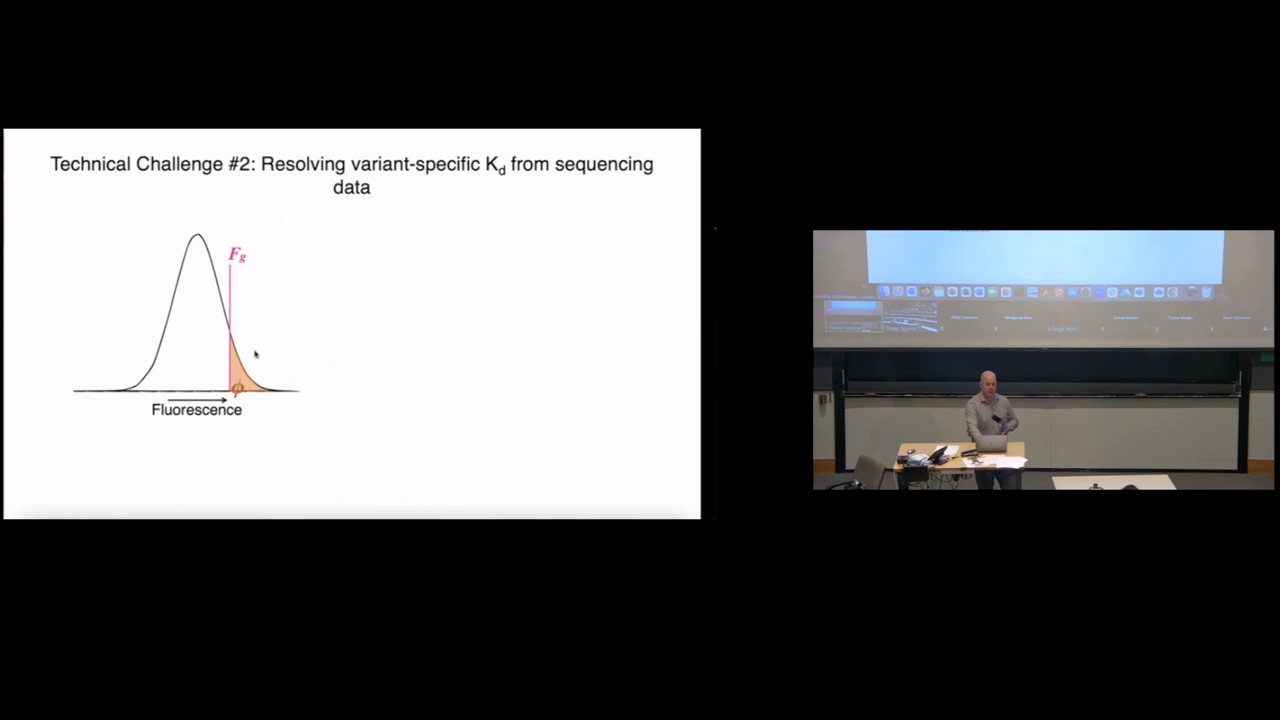 Technical Challenge #2: Resolving variant-specific Kd from sequencing
data
Fg
ϕ
Fluorescence